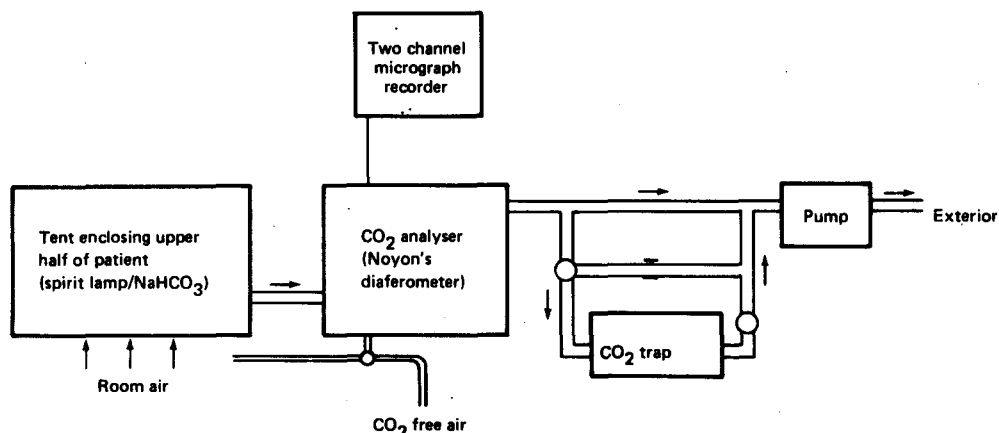 Two channel
micrograph
recorder
Tent enclosing upper
half of patient
(spirit lamp/NaHCO3)
CO2 analyser
(Noyon's
diaferometer)
Pump
Exterior
CO2 trap
Room air
CO2 free air